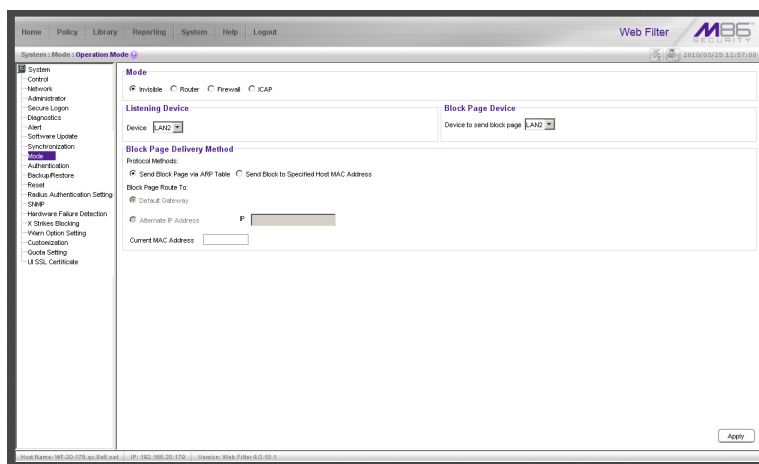 Home Policy Library Reporting System Help Logout
Web Filter
M86
SECURITY
System : Mode : Operation Mode
2010/03/25 12:57:00
System
Control
Network
Administrator
Secure Logon
Diagnostics
Alert
Software Update
Synchronization
Mode
Authentication
Backup/Restore
Reset
Radius Authentication Setting
SNMP
Hardware Failure Detection
X Strikes Blocking
Warn Option Setting
Customization
Quota Setting
UI SSL Certificate
Mode
Invisible Router Firewall ICAP
Listening Device
Device LAN2
Block Page Device
Device to send block page LAN2
Block Page Delivery Method
Protocol Methods:
Send Block Page via ARP Table Send Block to Specified Host MAC Address
Block Page Route To:
Default Gateway
Alternate IP Address IP
Current MAC Address
Apply
Host Name: IP: 192.168.20.179 Version: Web Filter 4.0.10.1